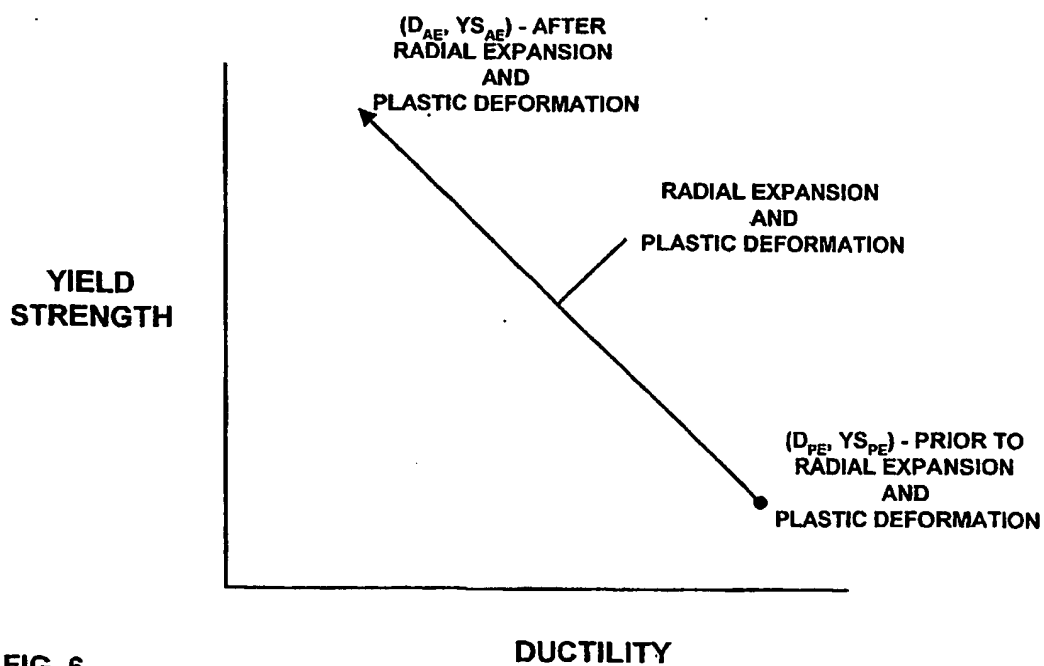 (D_AE, YS_AE) - AFTER
RADIAL EXPANSION
AND
PLASTIC DEFORMATION
RADIAL EXPANSION
AND
PLASTIC DEFORMATION
YIELD
STRENGTH
(D_PE, YS_PE) - PRIOR TO
RADIAL EXPANSION
AND
PLASTIC DEFORMATION
DUCTILITY
FIG. 6